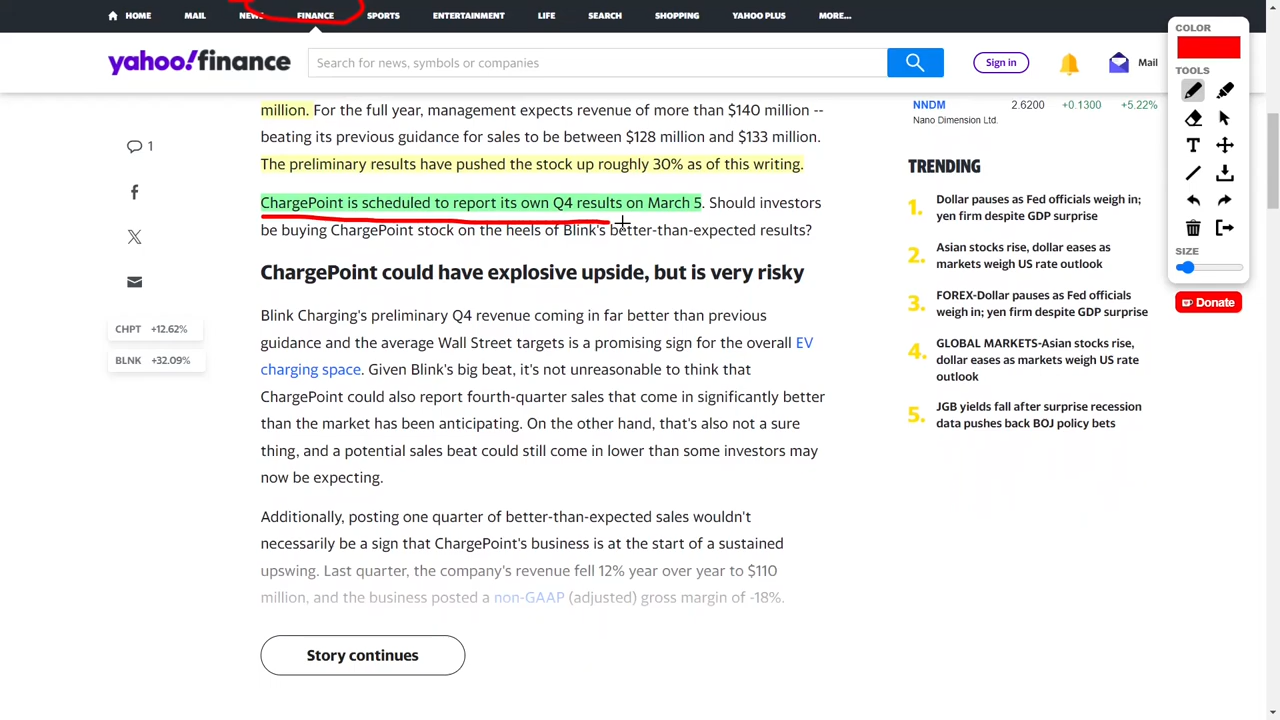 HOME MAIL NEWS FINANCE SPORTS ENTERTAINMENT LIFE SEARCH SHOPPING YAHOO PLUS MORE...
yahoo!finance
Search for news, symbols or companies
Sign in
Mail
COLOR
TOOLS
T
SIZE
Donate
1
CHPT +12.62%
BLNK +32.09%
million. For the full year, management expects revenue of more than $140 million --
beating its previous guidance for sales to be between $128 million and $133 million.
The preliminary results have pushed the stock up roughly 30% as of this writing.
ChargePoint is scheduled to report its own Q4 results on March 5. Should investors
be buying ChargePoint stock on the heels of Blink's better-than-expected results?
ChargePoint could have explosive upside, but is very risky
Blink Charging's preliminary Q4 revenue coming in far better than previous
guidance and the average Wall Street targets is a promising sign for the overall EV
charging space. Given Blink's big beat, it's not unreasonable to think that
ChargePoint could also report fourth-quarter sales that come in significantly better
than the market has been anticipating. On the other hand, that's also not a sure
thing, and a potential sales beat could still come in lower than some investors may
now be expecting.
Additionally, posting one quarter of better-than-expected sales wouldn't
necessarily be a sign that ChargePoint's business is at the start of a sustained
upswing. Last quarter, the company's revenue fell 12% year over year to $110
million, and the business posted a non-GAAP (adjusted) gross margin of -18%.
Story continues
NNDM 2.6200 +0.1300 +5.22%
Nano Dimension Ltd.
TRENDING
1. Dollar pauses as Fed officials weigh in;
yen firm despite GDP surprise
2. Asian stocks rise, dollar eases as
markets weigh US rate outlook
3. FOREX-Dollar pauses as Fed officials
weigh in; yen firm despite GDP surprise
4. GLOBAL MARKETS-Asian stocks rise,
dollar eases as markets weigh US rate
outlook
5. JGB yields fall after surprise recession
data pushes back BOJ policy bets